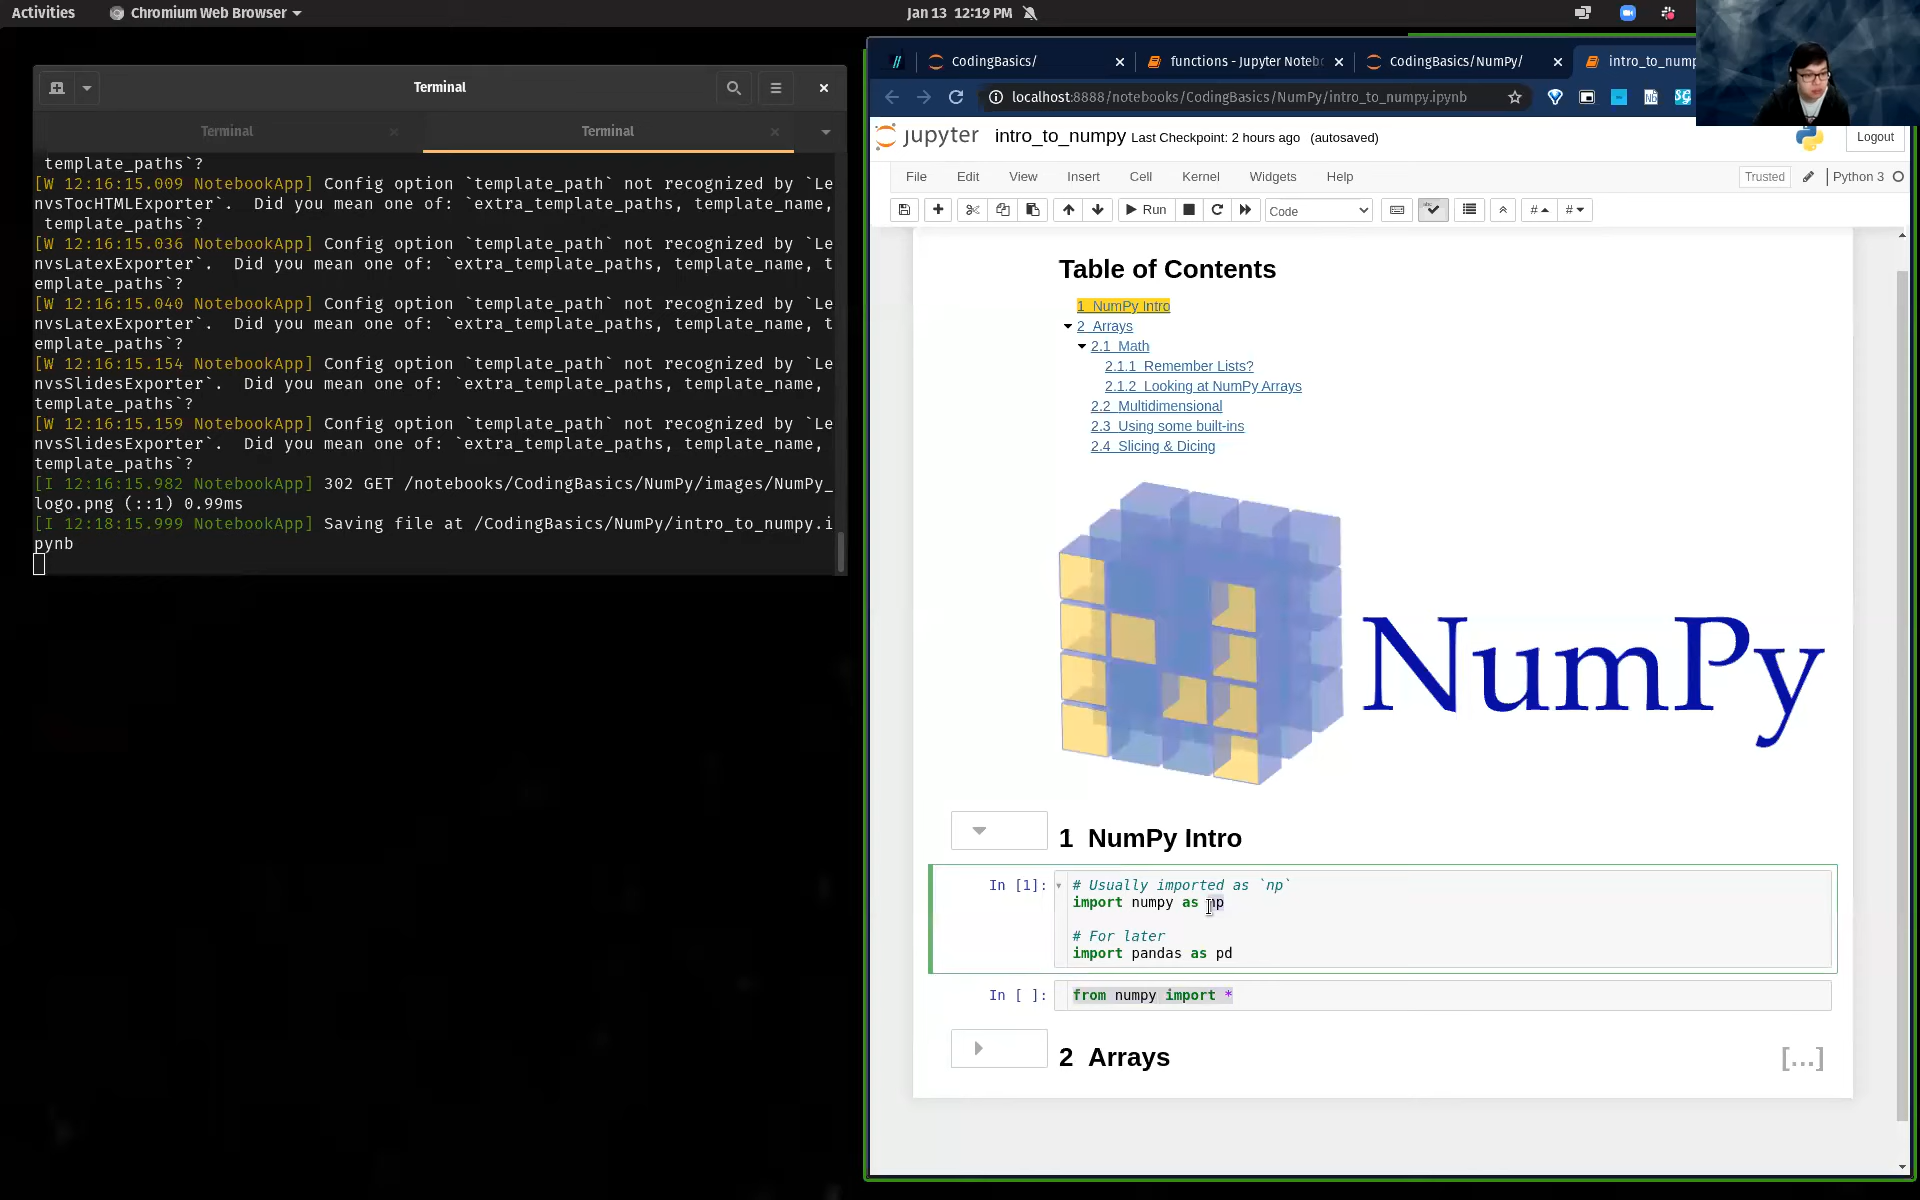 Activities
Chromium Web Browser
Jan 13 12:19 PM
Terminal
Terminal
Terminal
template_paths`?
[W 12:16:15.009 NotebookApp] Config option `template_path` not recognized by `Le
nvsTocHTMLExporter`.  Did you mean one of: `extra_template_paths, template_name,
template_paths`?
[W 12:16:15.036 NotebookApp] Config option `template_path` not recognized by `Le
nvsLatexExporter`.  Did you mean one of: `extra_template_paths, template_name, t
emplate_paths`?
[W 12:16:15.040 NotebookApp] Config option `template_path` not recognized by `Le
nvsLatexExporter`.  Did you mean one of: `extra_template_paths, template_name, t
emplate_paths`?
[W 12:16:15.154 NotebookApp] Config option `template_path` not recognized by `Le
nvsSlidesExporter`.  Did you mean one of: `extra_template_paths, template_name,
template_paths`?
[W 12:16:15.159 NotebookApp] Config option `template_path` not recognized by `Le
nvsSlidesExporter`.  Did you mean one of: `extra_template_paths, template_name,
template_paths`?
[I 12:16:15.982 NotebookApp] 302 GET /notebooks/CodingBasics/NumPy/images/NumPy_
logo.png (::1) 0.99ms
[I 12:18:15.999 NotebookApp] Saving file at /CodingBasics/NumPy/intro_to_numpy.i
pynb
CodingBasics/
functions - Jupyter Noteb
CodingBasics/NumPy/
intro_to_nump
localhost:8888/notebooks/CodingBasics/NumPy/intro_to_numpy.ipynb
jupyter intro_to_numpy Last Checkpoint: 2 hours ago (autosaved)
Logout
File Edit View Insert Cell Kernel Widgets Help
Trusted
Python 3
Run
Code
Table of Contents
1 NumPy Intro
2 Arrays
2.1 Math
2.1.1 Remember Lists?
2.1.2 Looking at NumPy Arrays
2.2 Multidimensional
2.3 Using some built-ins
2.4 Slicing & Dicing
NumPy
1 NumPy Intro
In [1]:
# Usually imported as `np`
import numpy as np
# For later
import pandas as pd
In [ ]:
from numpy import *
2 Arrays
[...]